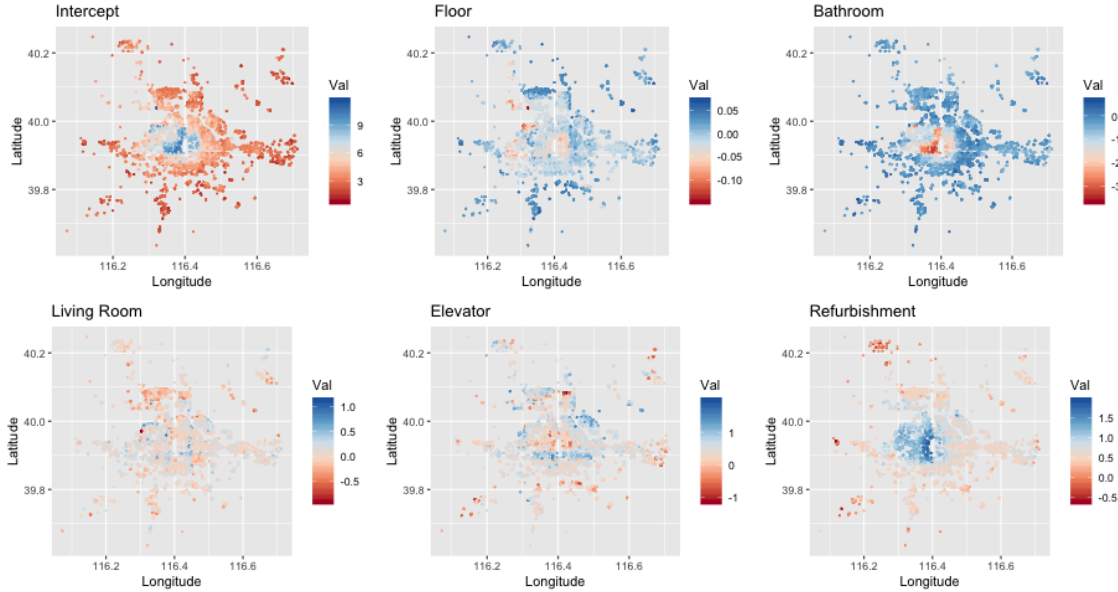 Intercept
Floor
Bathroom
40.2
40.0
39.8
Latitude
116.2 116.4 116.6
Longitude
Val
9
6
3
40.2
40.0
39.8
Latitude
116.2 116.4 116.6
Longitude
Val
0.05
0.00
-0.05
-0.10
40.2
40.0
39.8
Latitude
116.2 116.4 116.6
Longitude
Val
0
-1
-2
-3
Living Room
Elevator
Refurbishment
40.2
40.0
39.8
Latitude
116.2 116.4 116.6
Longitude
Val
1.0
0.5
0.0
-0.5
40.2
40.0
39.8
Latitude
116.2 116.4 116.6
Longitude
Val
1
0
-1
40.2
40.0
39.8
Latitude
116.2 116.4 116.6
Longitude
Val
1.5
1.0
0.5
0.0
-0.5